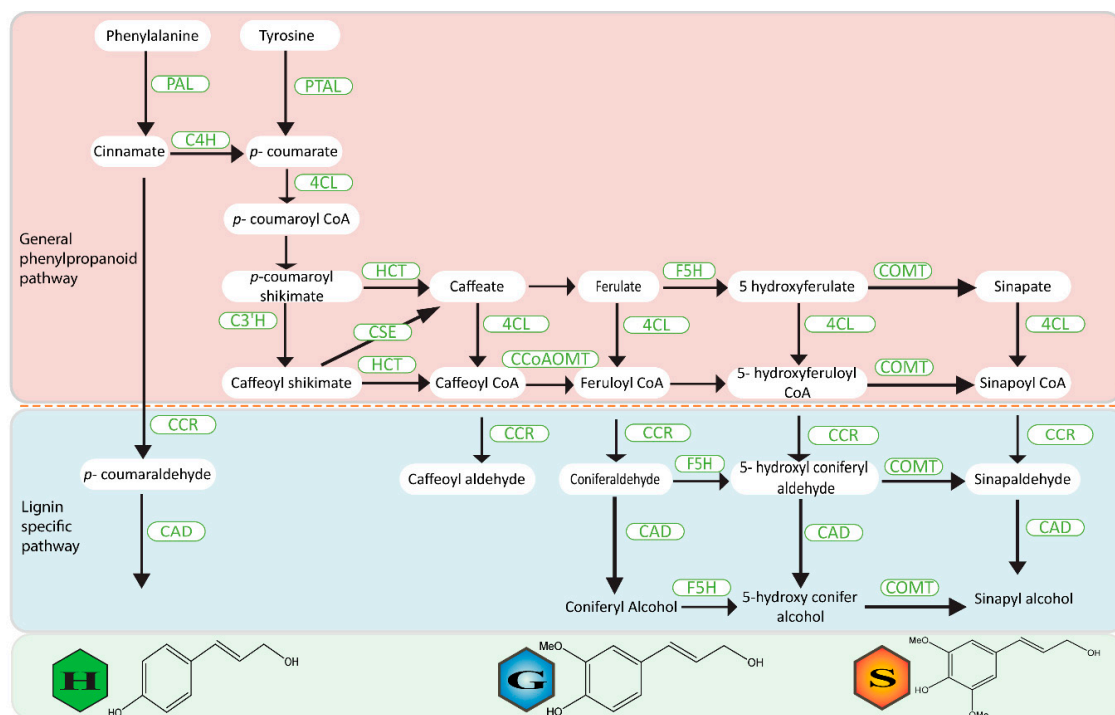 Phenylalanine
Tyrosine
PAL
PTAL
Cinnamate
C4H
p- coumarate
4CL
p- coumaroyl CoA
General
phenylpropanoid
pathway
p-coumaroyl
shikimate
HCT
Caffeate
Ferulate
F5H
5 hydroxyferulate
COMT
Sinapate
C3'H
CSE
4CL
4CL
4CL
4CL
Caffeoyl shikimate
HCT
Caffeoyl CoA
CCoAOMT
Feruloyl CoA
5- hydroxyferuloyl
CoA
COMT
Sinapoyl CoA
CCR
CCR
CCR
CCR
CCR
p- coumaraldehyde
Caffeoyl aldehyde
Coniferaldehyde
F5H
5- hydroxyl coniferyl
aldehyde
COMT
Sinapaldehyde
Lignin
specific
pathway
CAD
CAD
CAD
CAD
Coniferyl Alcohol
F5H
5-hydroxy conifer
alcohol
COMT
Sinapyl alcohol
H
HO
OH
G
MeO
HO
OH
S
MeO
HO
OMe
OH